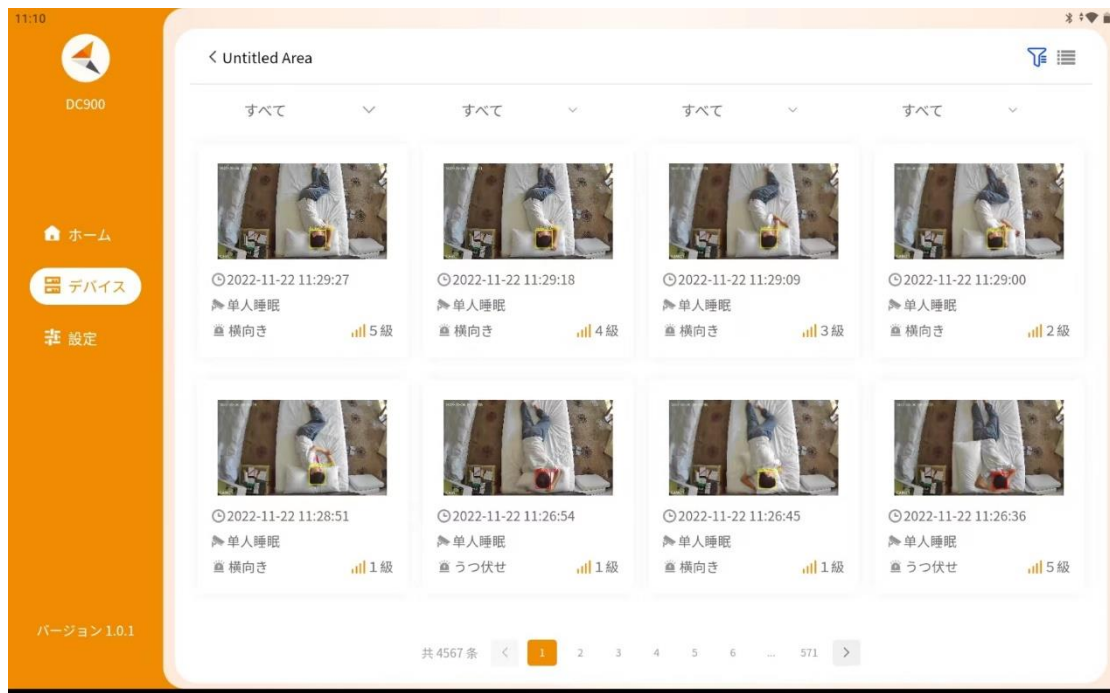 11:10
DC900
ホーム
デバイス
設定
バージョン 1.0.1
< Untitled Area
すべて すべて すべて すべて
2022-11-22 11:29:27
单人睡眠
横向き 5 級
2022-11-22 11:29:18
单人睡眠
横向き 4 級
2022-11-22 11:29:09
单人睡眠
横向き 3 級
2022-11-22 11:29:00
单人睡眠
横向き 2 級
2022-11-22 11:28:51
单人睡眠
横向き 1 級
2022-11-22 11:26:54
单人睡眠
うつ伏せ 1 級
2022-11-22 11:26:45
单人睡眠
横向き 1 級
2022-11-22 11:26:36
单人睡眠
うつ伏せ 5 級
共 4567 条 < 1 2 3 4 5 6 ... 571 >